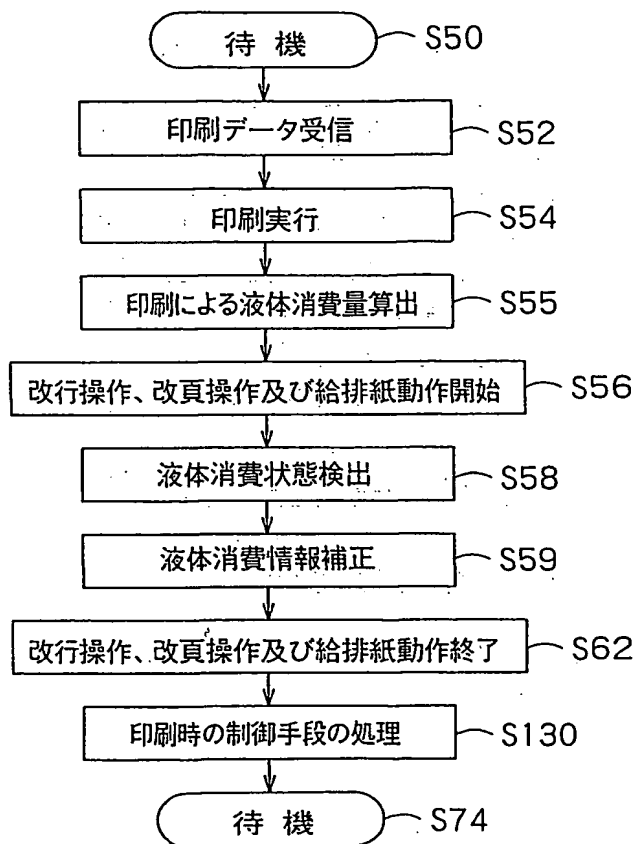 待 機 S50
印刷データ受信 S52
印刷実行 S54
印刷による液体消費量算出 S55
改行操作、改頁操作及び給排紙動作開始 S56
液体消費状態検出 S58
液体消費情報補正 S59
改行操作、改頁操作及び給排紙動作終了 S62
印刷時の制御手段の処理 S130
待 機 S74